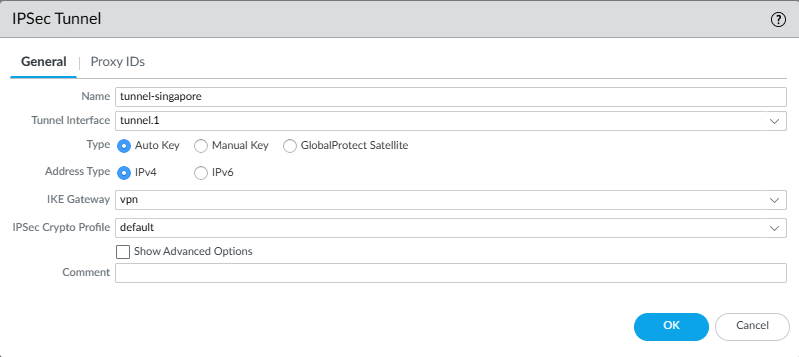 IPSec Tunnel
General | Proxy IDs
Name tunnel-singapore
Tunnel Interface tunnel.1
Type Auto Key Manual Key GlobalProtect Satellite
Address Type IPv4 IPv6
IKE Gateway vpn
IPSec Crypto Profile default
Show Advanced Options
Comment
OK Cancel